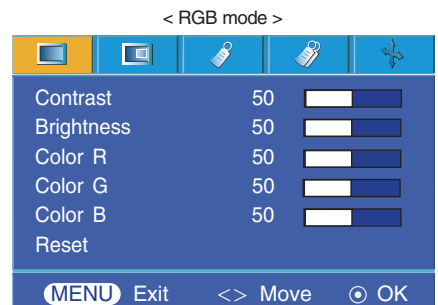 < RGB mode >
Contrast 50
Brightness 50
Color R 50
Color G 50
Color B 50
Reset
MENU Exit <> Move OK